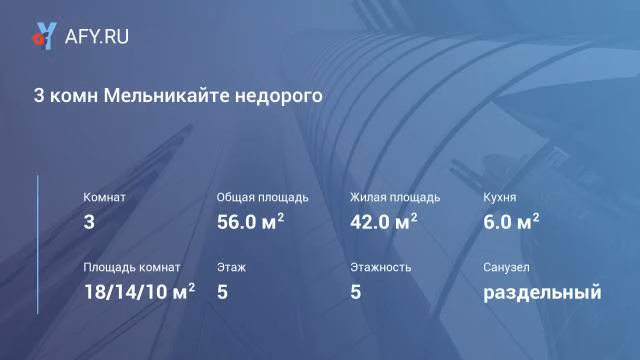 AFY.RU
3 комн Мельникайте недорого
Комнат Общая площадь Жилая площадь Кухня
3 56.0 м² 42.0 м² 6.0 м²
Площадь комнат Этаж Этажность Санузел
18/14/10 м² 5 5 раздельный